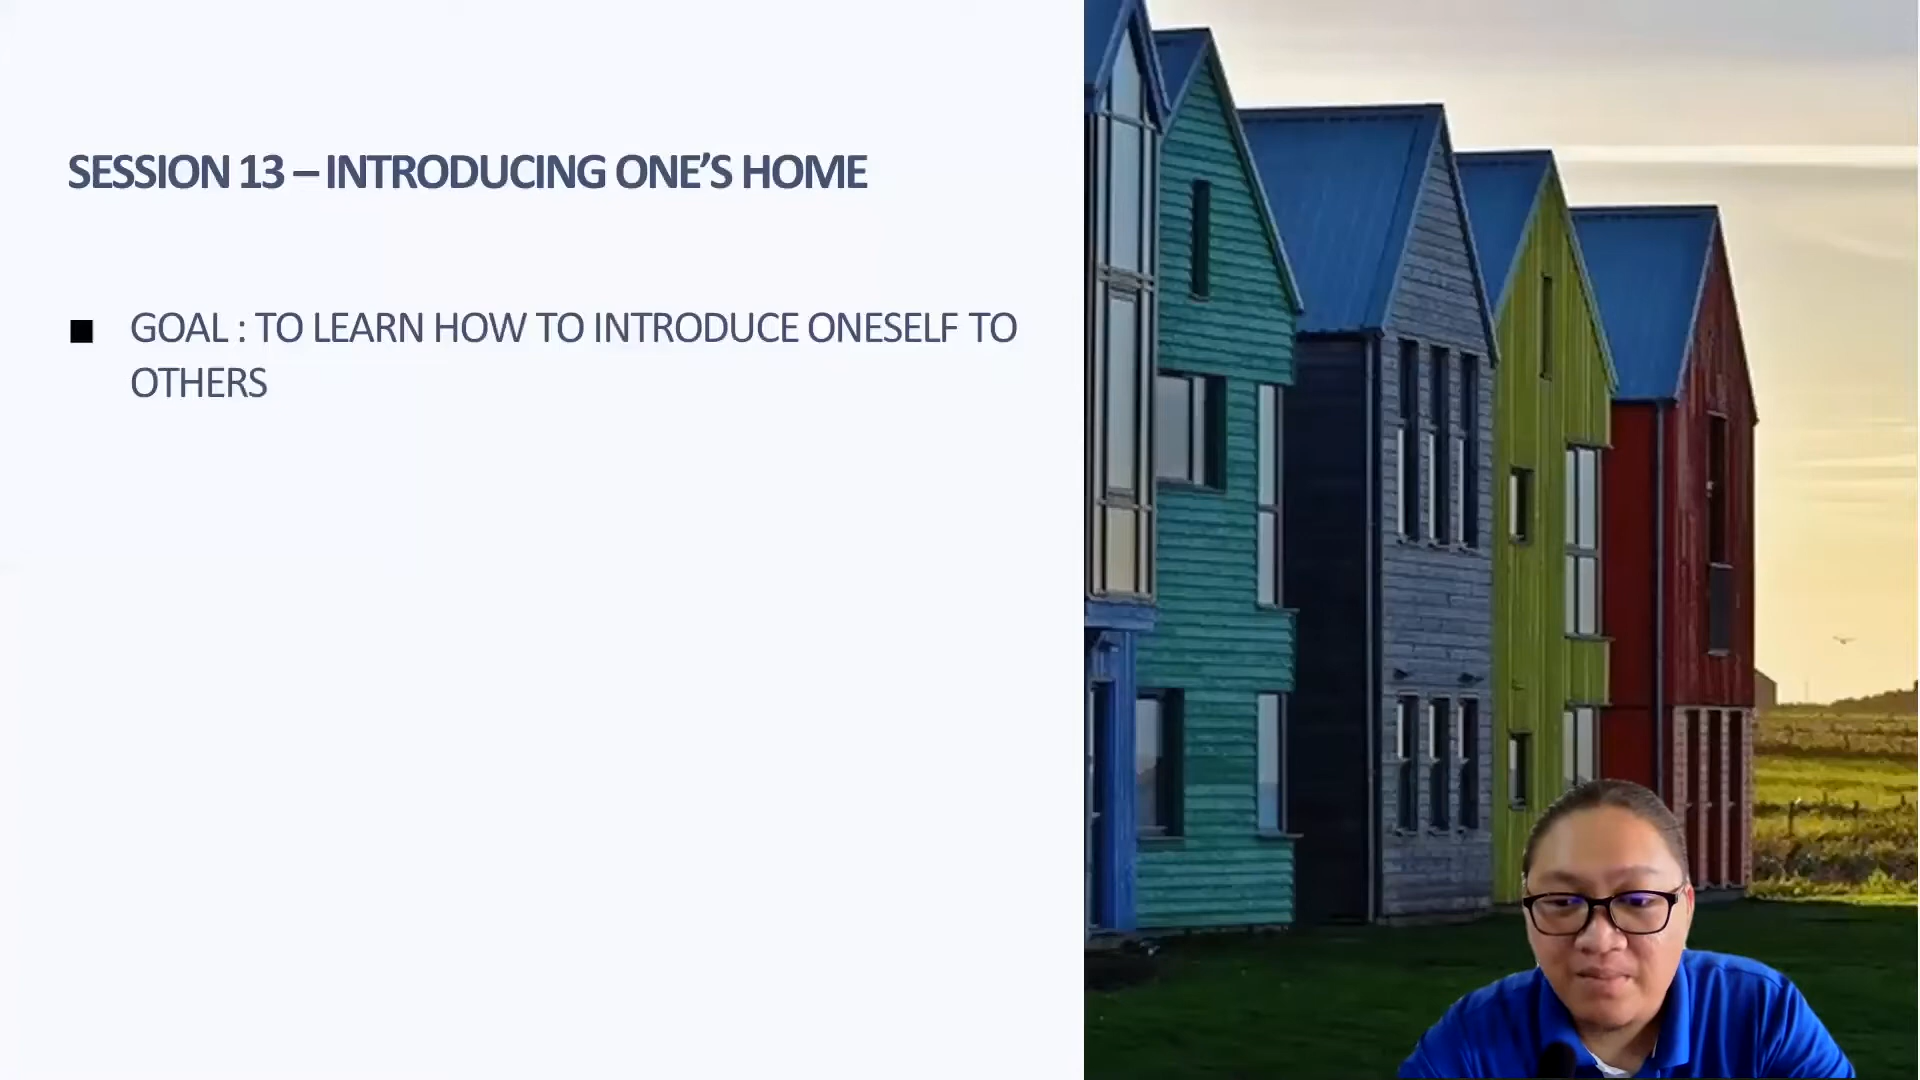 SESSION 13 – INTRODUCING ONE’S HOME
GOAL : TO LEARN HOW TO INTRODUCE ONESELF TO
OTHERS